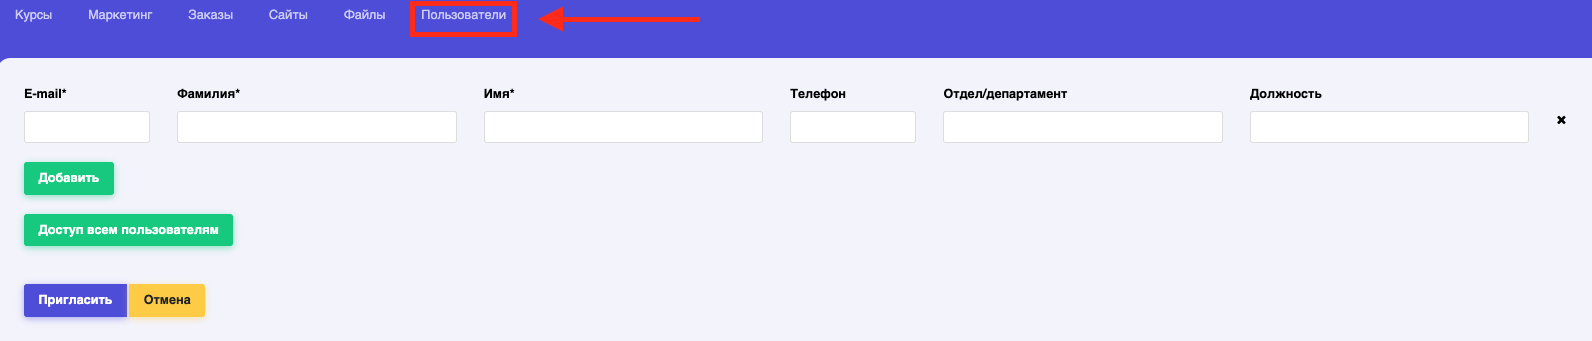 Курсы Маркетинг Заказы Сайты Файлы Пользователи
E-mail* Фамилия* Имя* Телефон Отдел/департамент Должность
Добавить
Доступ всем пользователям
Пригласить Отмена